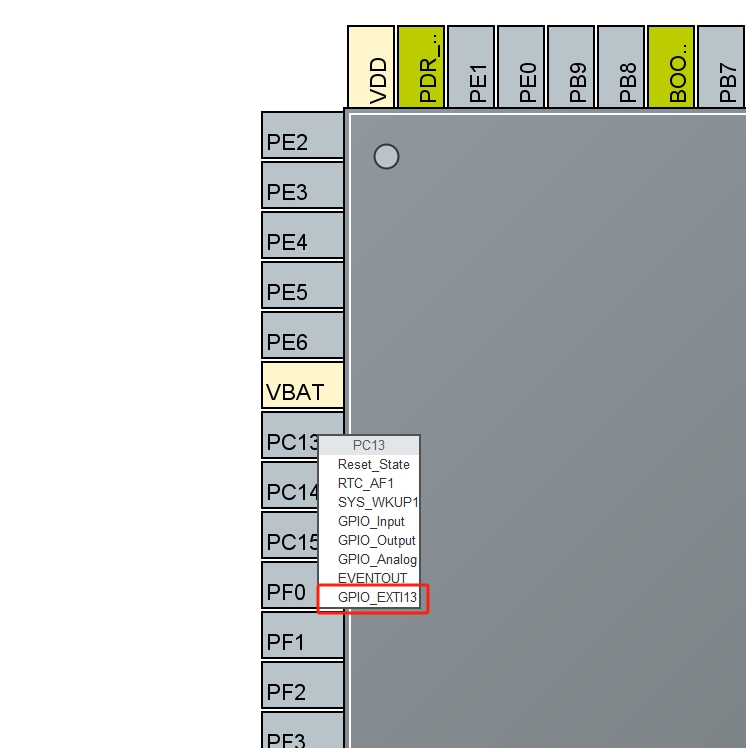 VDD
PDR_..
PE1
PE0
PB9
PB8
BOO..
PB7
PE2
PE3
PE4
PE5
PE6
VBAT
PC13
PC14
PC15
PF0
PF1
PF2
PF3
PC13
Reset_State
RTC_AF1
SYS_WKUP1
GPIO_Input
GPIO_Output
GPIO_Analog
EVENTOUT
GPIO_EXTI13